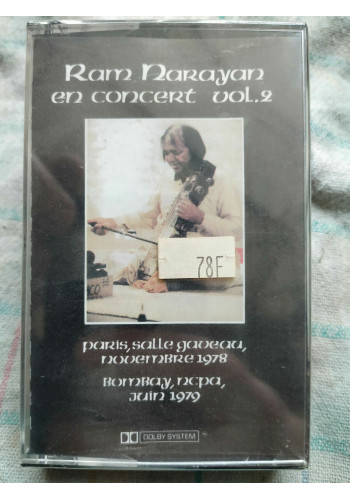 Ram Narayan
en concert vol.2
78F
paris, salle gaveau,
novembre 1978
Bombay, ncpa,
juin 1979
DOLBY SYSTEM